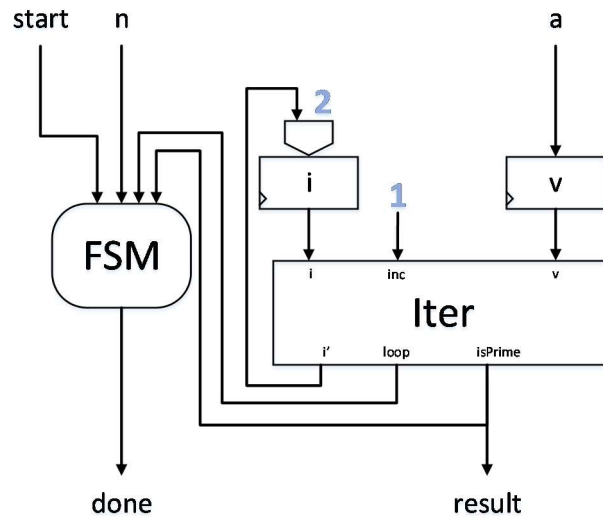 start n a
2
i v
1
FSM
i inc v
Iter
i' loop isPrime
done result